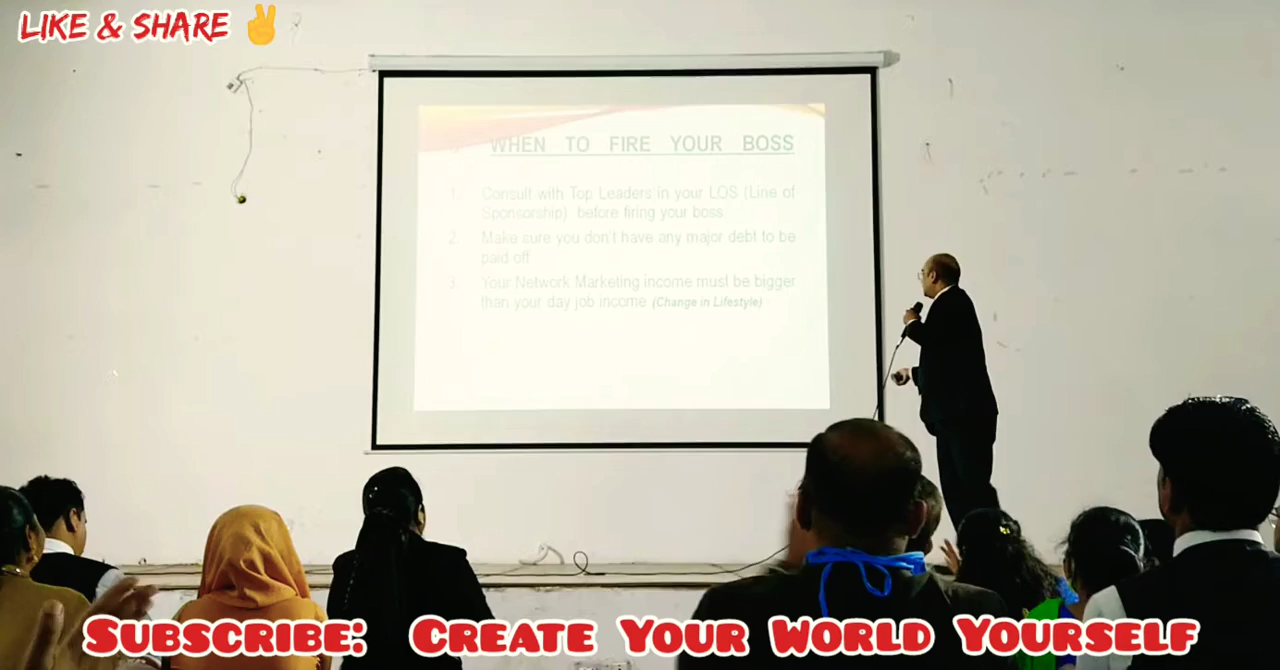 LIKE & SHARE ✌
WHEN TO FIRE YOUR BOSS
1. Consult with Top Leaders in your LOS (Line of
Sponsorship) before firing your boss
2. Make sure you don't have any major debt to be
paid off
3. Your Network Marketing income must be bigger
than your day job income (Change in Lifestyle)
SUBSCRIBE: CREATE YOUR WORLD YOURSELF